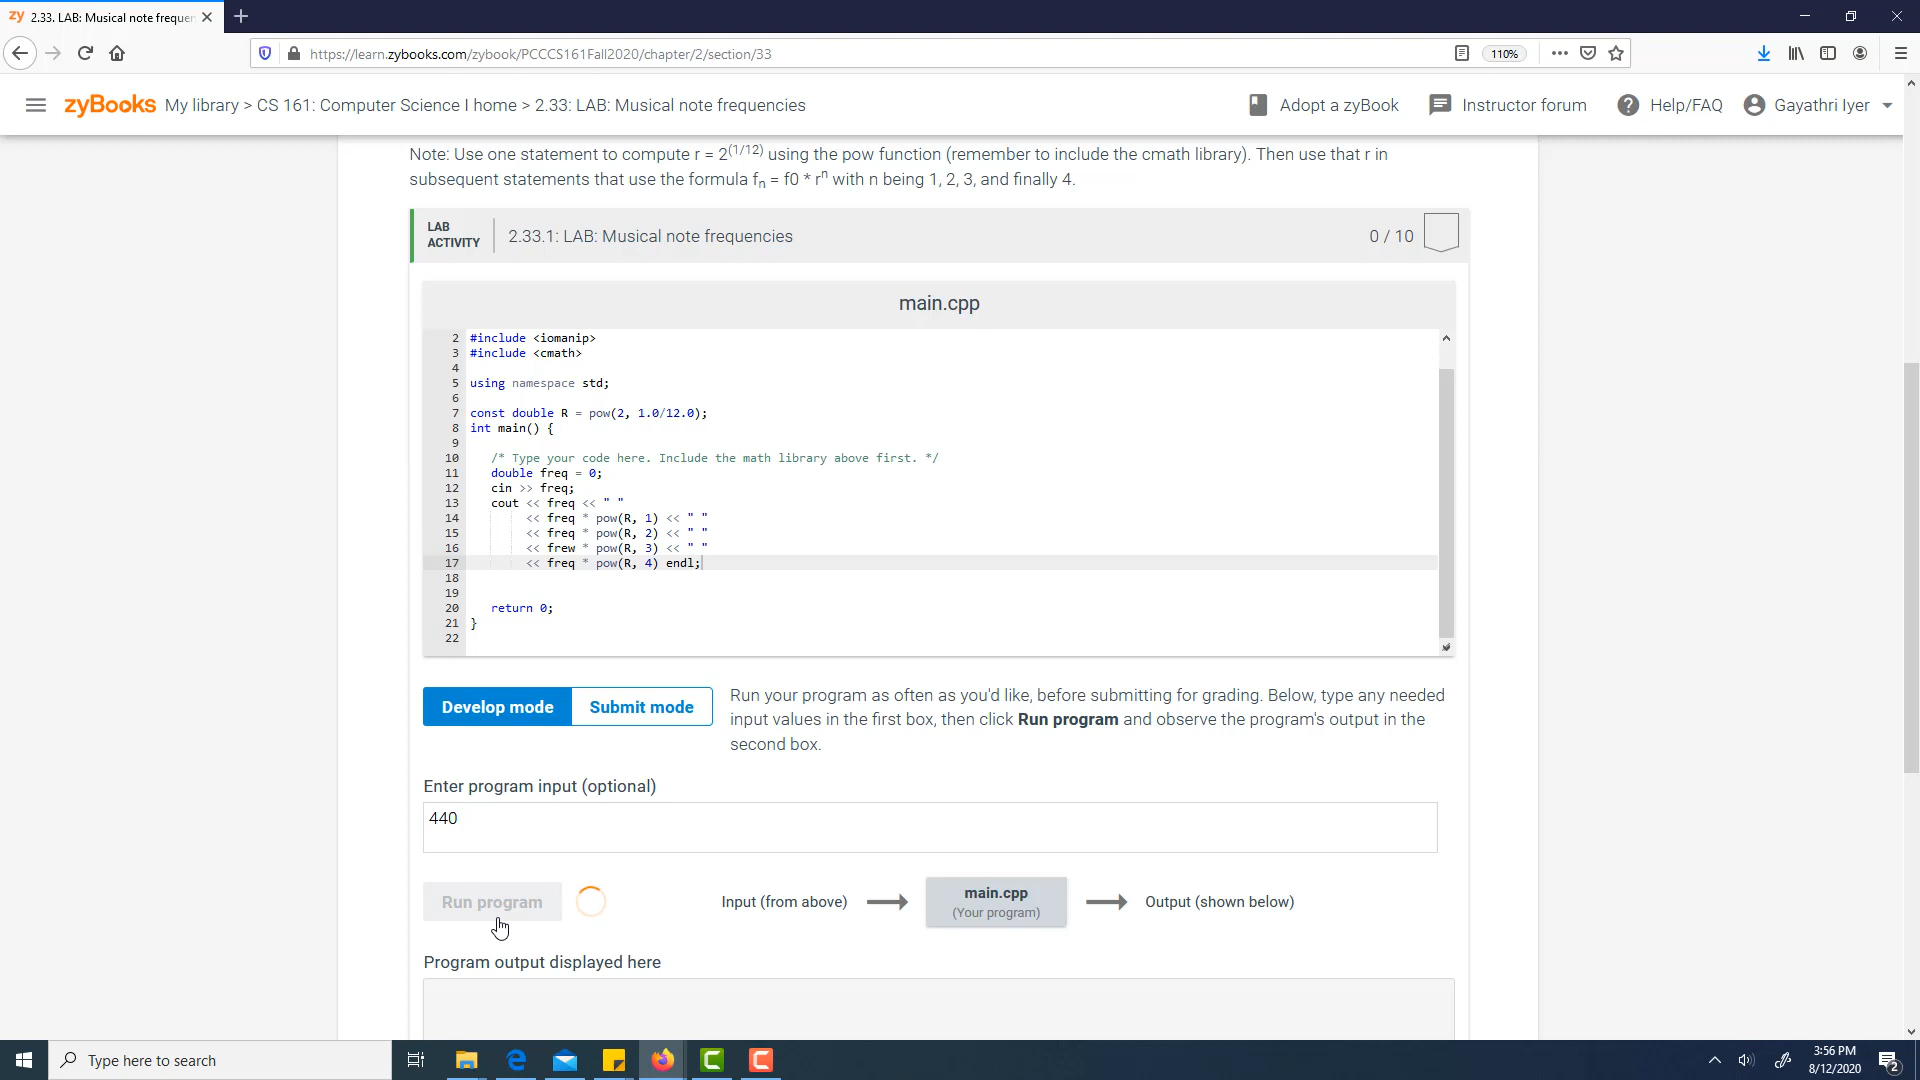 2.33. LAB: Musical note frequen
https://learn.zybooks.com/zybook/PCCCS161Fall2020/chapter/2/section/33
110%
zyBooks My library > CS 161: Computer Science I home > 2.33: LAB: Musical note frequencies
Adopt a zyBook Instructor forum Help/FAQ Gayathri Iyer
Note: Use one statement to compute r = 2(1/12) using the pow function (remember to include the cmath library). Then use that r in
subsequent statements that use the formula fn = f0 * rn with n being 1, 2, 3, and finally 4.
LAB
ACTIVITY
2.33.1: LAB: Musical note frequencies
0 / 10
main.cpp
2 #include <iomanip>
3 #include <cmath>
4
5 using namespace std;
6
7 const double R = pow(2, 1.0/12.0);
8 int main() {
9
10 /* Type your code here. Include the math library above first. */
11 double freq = 0;
12 cin >> freq;
13 cout << freq << " "
14 << freq * pow(R, 1) << " "
15 << freq * pow(R, 2) << " "
16 << frew * pow(R, 3) << " "
17 << freq * pow(R, 4) endl;
18
19
20 return 0;
21 }
22
Develop mode Submit mode
Run your program as often as you'd like, before submitting for grading. Below, type any needed
input values in the first box, then click Run program and observe the program's output in the
second box.
Enter program input (optional)
440
Run program
Input (from above)
main.cpp
(Your program)
Output (shown below)
Program output displayed here
Type here to search
3:56 PM
8/12/2020
2